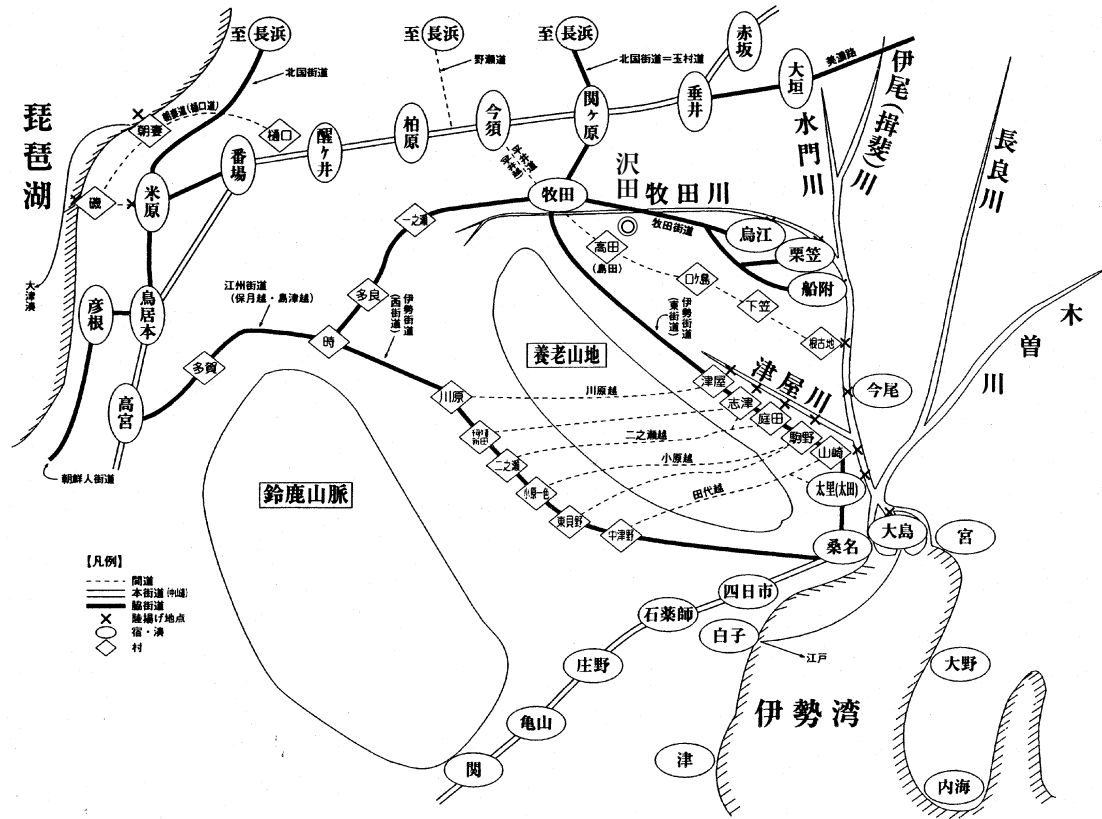 至長浜
北国街道
至長浜
野瀬道
至長浜
北国街道=玉村道
赤坂
大垣
美濃路
垂井
関ヶ原
今須
柏原
醒ヶ井
番場
樋口
朝妻道(樋口道)
朝妻
琵琶湖
磯
米原
大津湊
彦根
鳥居本
高宮
朝鮮人街道
多賀
江州街道
(保月越・島津越)
時
多良
一之瀬
伊勢街道
(西街道)
牧田
沢田
牧田川
牧田街道
烏江
栗笠
船附
高田
(島田)
口ケ島
下笠
根古地
水門川
伊尾(揖斐)川
長良川
木曽川
今尾
伊勢街道
(東街道)
養老山地
津屋川
津屋
志津
庭田
駒野
山崎
太里(太田)
川原
川原越
二之瀬
二之瀬越
小原一色
小原越
東貝野
田代越
中津野
鈴鹿山脈
桑名
大島
宮
四日市
石薬師
白子
江戸
庄野
亀山
関
津
伊勢湾
大野
内海
【凡例】
間道
本街道(中山道)
脇街道
陸揚げ地点
宿・湊
村